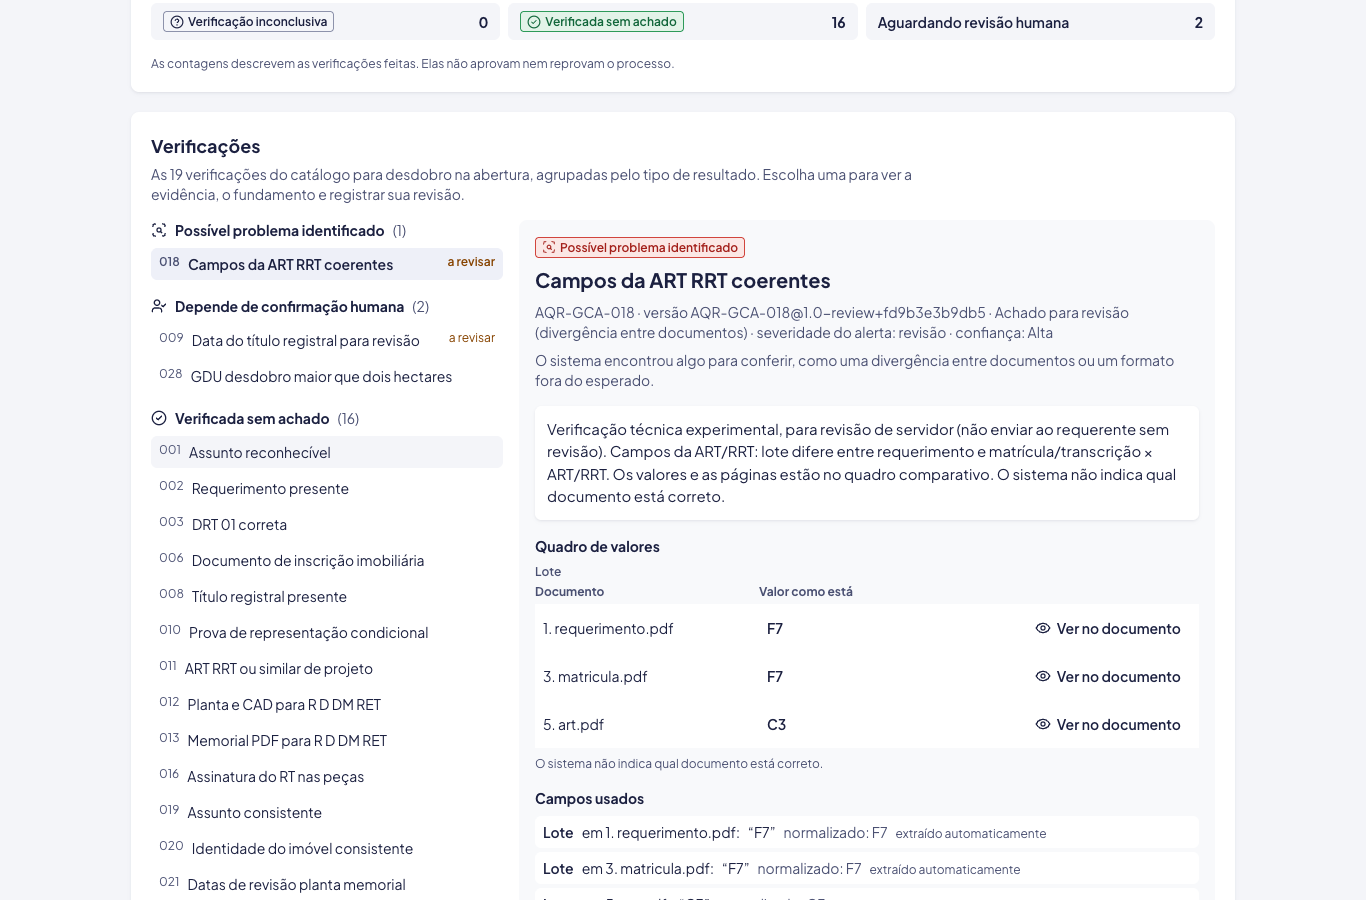 Verificação inconclusiva 0
Verificada sem achado 16
Aguardando revisão humana 2
As contagens descrevem as verificações feitas. Elas não aprovam nem reprovam o processo.
Verificações
As 19 verificações do catálogo para desdobro na abertura, agrupadas pelo tipo de resultado. Escolha uma para ver a
evidência, o fundamento e registrar sua revisão.
Possível problema identificado (1)
018 Campos da ART RRT coerentes a revisar
Depende de confirmação humana (2)
009 Data do título registral para revisão a revisar
028 GDU desdobro maior que dois hectares
Verificada sem achado (16)
001 Assunto reconhecível
002 Requerimento presente
003 DRT 01 correta
006 Documento de inscrição imobiliária
008 Título registral presente
010 Prova de representação condicional
011 ART RRT ou similar de projeto
012 Planta e CAD para R D DM RET
013 Memorial PDF para R D DM RET
016 Assinatura do RT nas peças
019 Assunto consistente
020 Identidade do imóvel consistente
021 Datas de revisão planta memorial
Possível problema identificado
Campos da ART RRT coerentes
AQR-GCA-018 · versão AQR-GCA-018@1.0-review+fd9b3e3b9db5 · Achado para revisão
(divergência entre documentos) · severidade do alerta: revisão · confiança: Alta
O sistema encontrou algo para conferir, como uma divergência entre documentos ou um formato
fora do esperado.
Verificação técnica experimental, para revisão de servidor (não enviar ao requerente sem
revisão). Campos da ART/RRT: lote difere entre requerimento e matrícula/transcrição ×
ART/RRT. Os valores e as páginas estão no quadro comparativo. O sistema não indica qual
documento está correto.
Quadro de valores
Lote
Documento Valor como está
1. requerimento.pdf F7 Ver no documento
3. matricula.pdf F7 Ver no documento
5. art.pdf C3 Ver no documento
O sistema não indica qual documento está correto.
Campos usados
Lote em 1. requerimento.pdf: “F7” normalizado: F7 extraído automaticamente
Lote em 3. matricula.pdf: “F7” normalizado: F7 extraído automaticamente